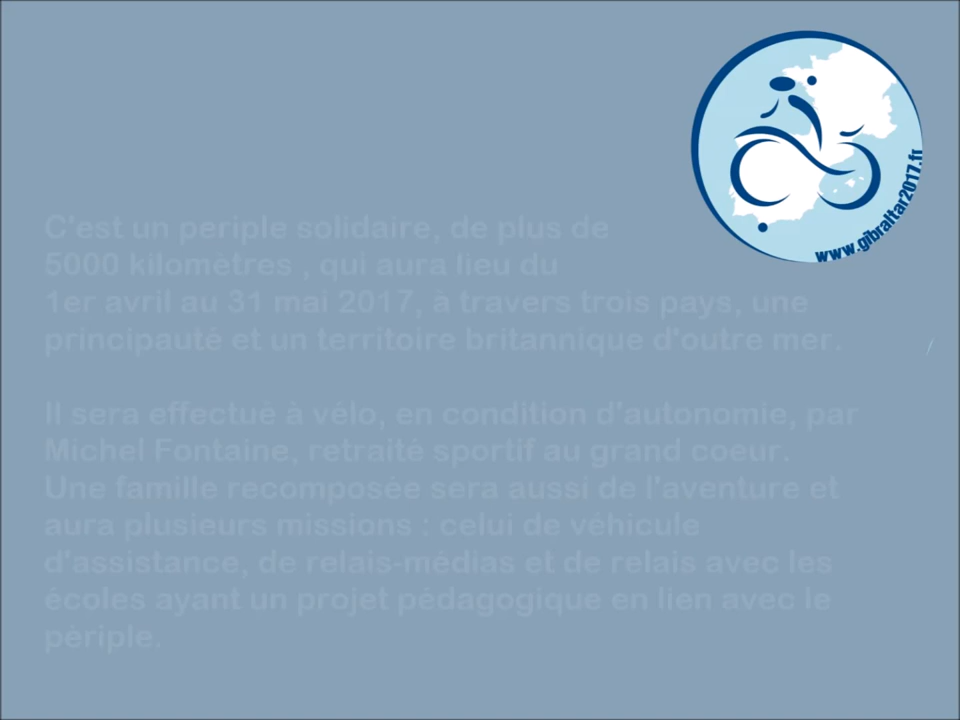 www.gibraltar2017.fr
C'est un periple solidaire, de plus de
5000 kilomètres , qui aura lieu du
1er avril au 31 mai 2017, à travers trois pays, une
principauté et un territoire britannique d'outre mer.
Il sera effectué à vélo, en condition d'autonomie, par
Michel Fontaine, retraité sportif au grand coeur.
Une famille recomposée sera aussi de l'aventure et
aura plusieurs missions : celui de véhicule
d'assistance, de relais-médias et de relais avec les
écoles ayant un projet pédagogique en lien avec le
périple.